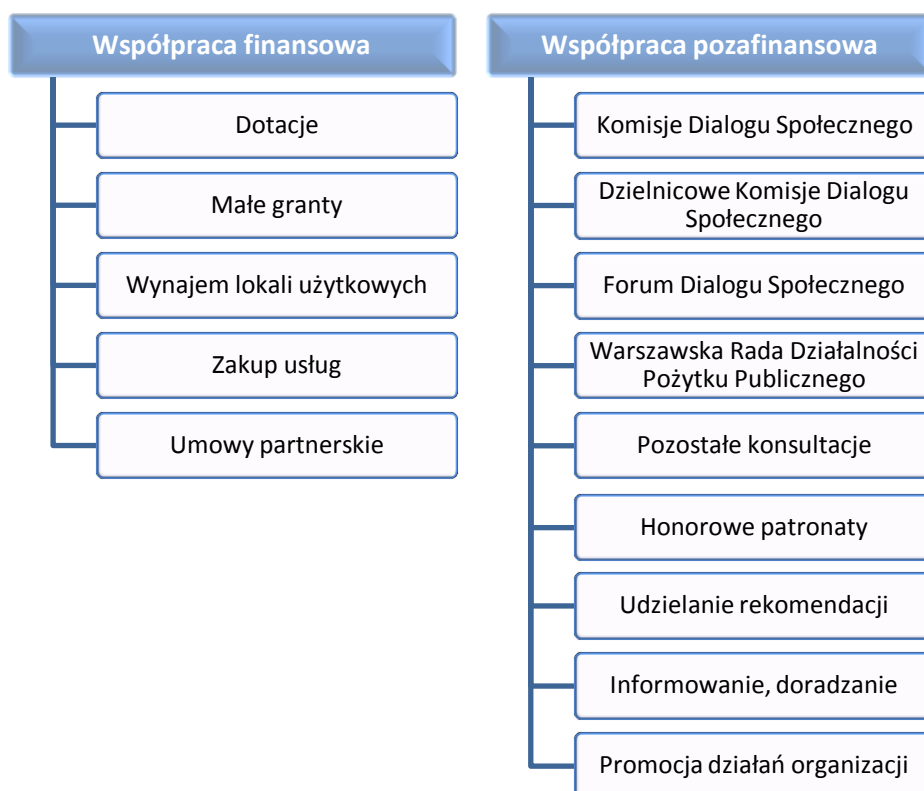 Współpraca finansowa
Dotacje
Małe granty
Wynajem lokali użytkowych
Zakup usług
Umowy partnerskie
Współpraca pozafinansowa
Komisje Dialogu Społecznego
Dzielnicowe Komisje Dialogu
Społecznego
Forum Dialogu Społecznego
Warszawska Rada Działalności
Pożytku Publicznego
Pozostałe konsultacje
Honorowe patronaty
Udzielanie rekomendacji
Informowanie, doradzanie
Promocja działań organizacji